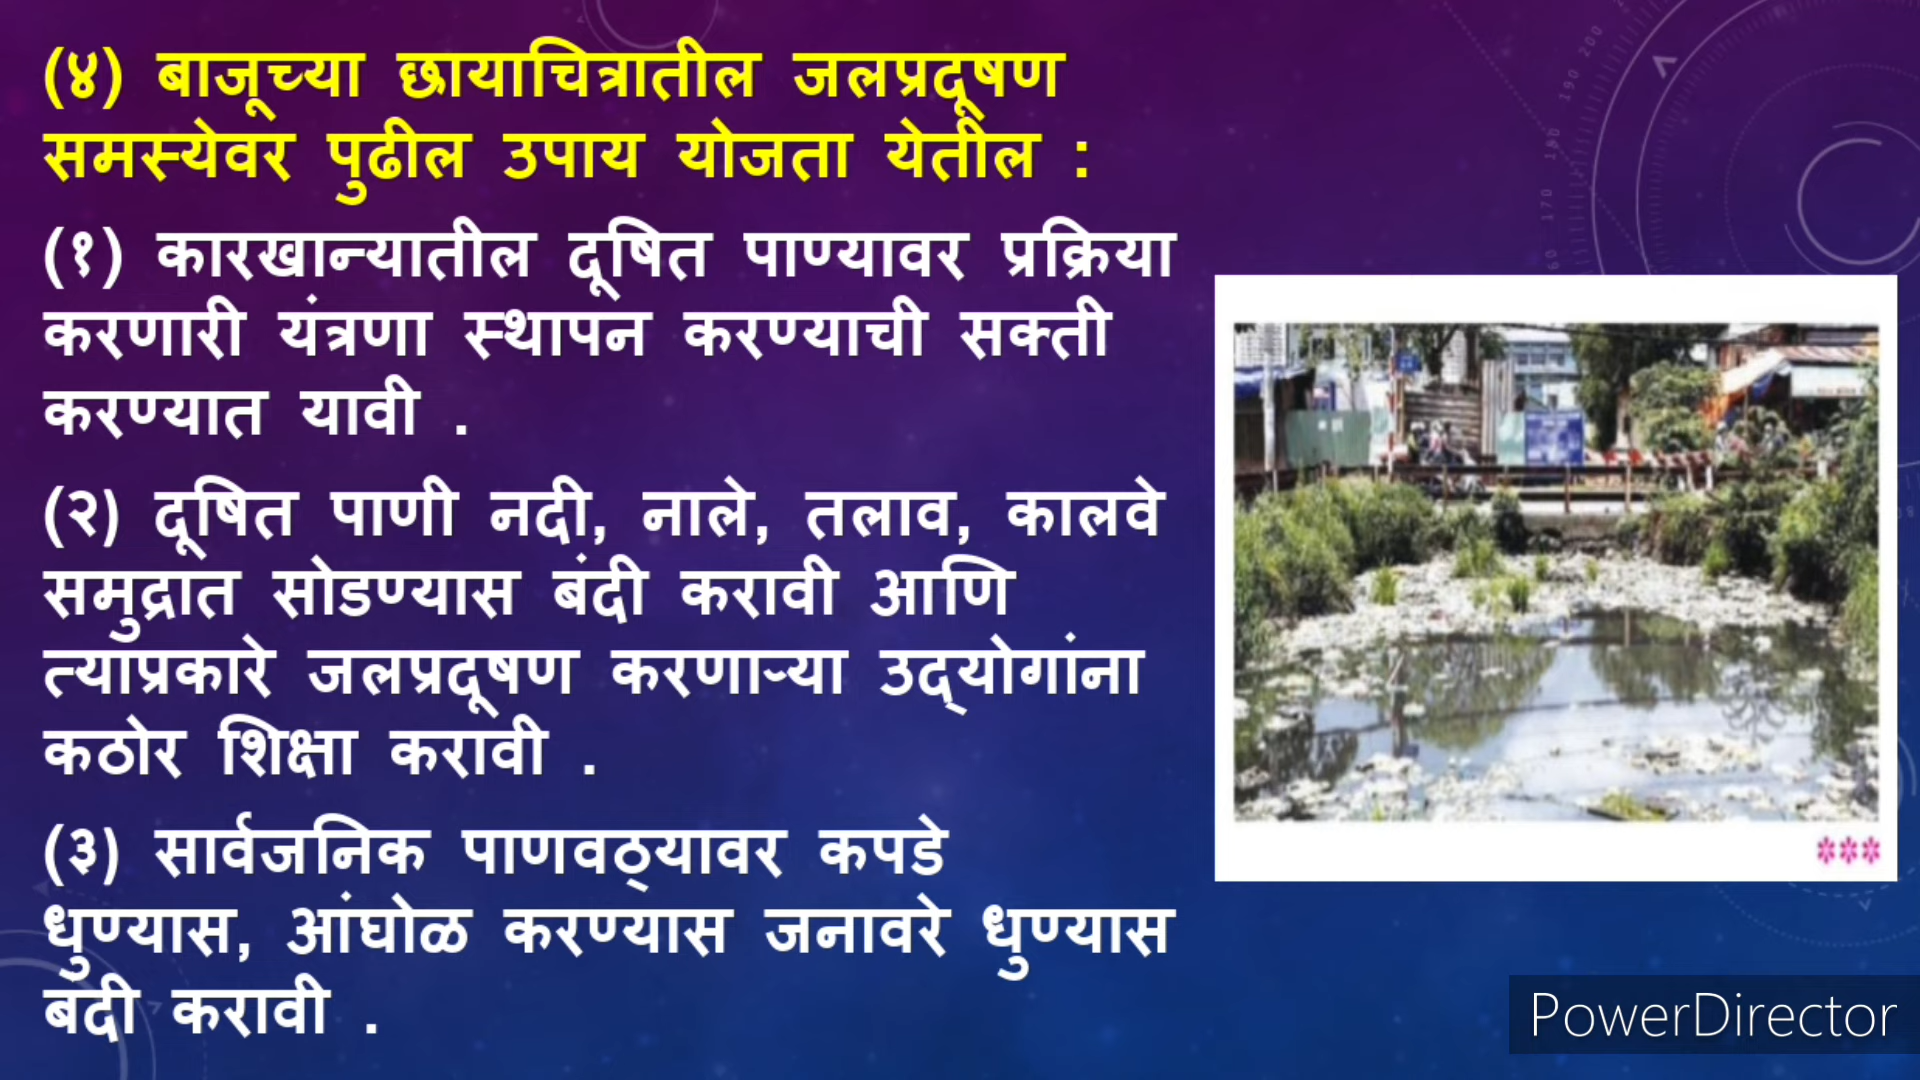 (४) बाजूच्या छायाचित्रातील जलप्रदूषण
समस्येवर पुढील उपाय योजता येतील :
(१) कारखान्यातील दूषित पाण्यावर प्रक्रिया
करणारी यंत्रणा स्थापन करण्याची सक्ती
करण्यात यावी .
(२) दूषित पाणी नदी, नाले, तलाव, कालवे
समुद्रात सोडण्यास बंदी करावी आणि
त्याप्रकारे जलप्रदूषण करणाऱ्या उद्‌योगांना
कठोर शिक्षा करावी .
(३) सार्वजनिक पाणवठ्‌यावर कपडे
धुण्यास, आंघोळ करण्यास जनावरे धुण्यास
बंदी करावी .
***
PowerDirector